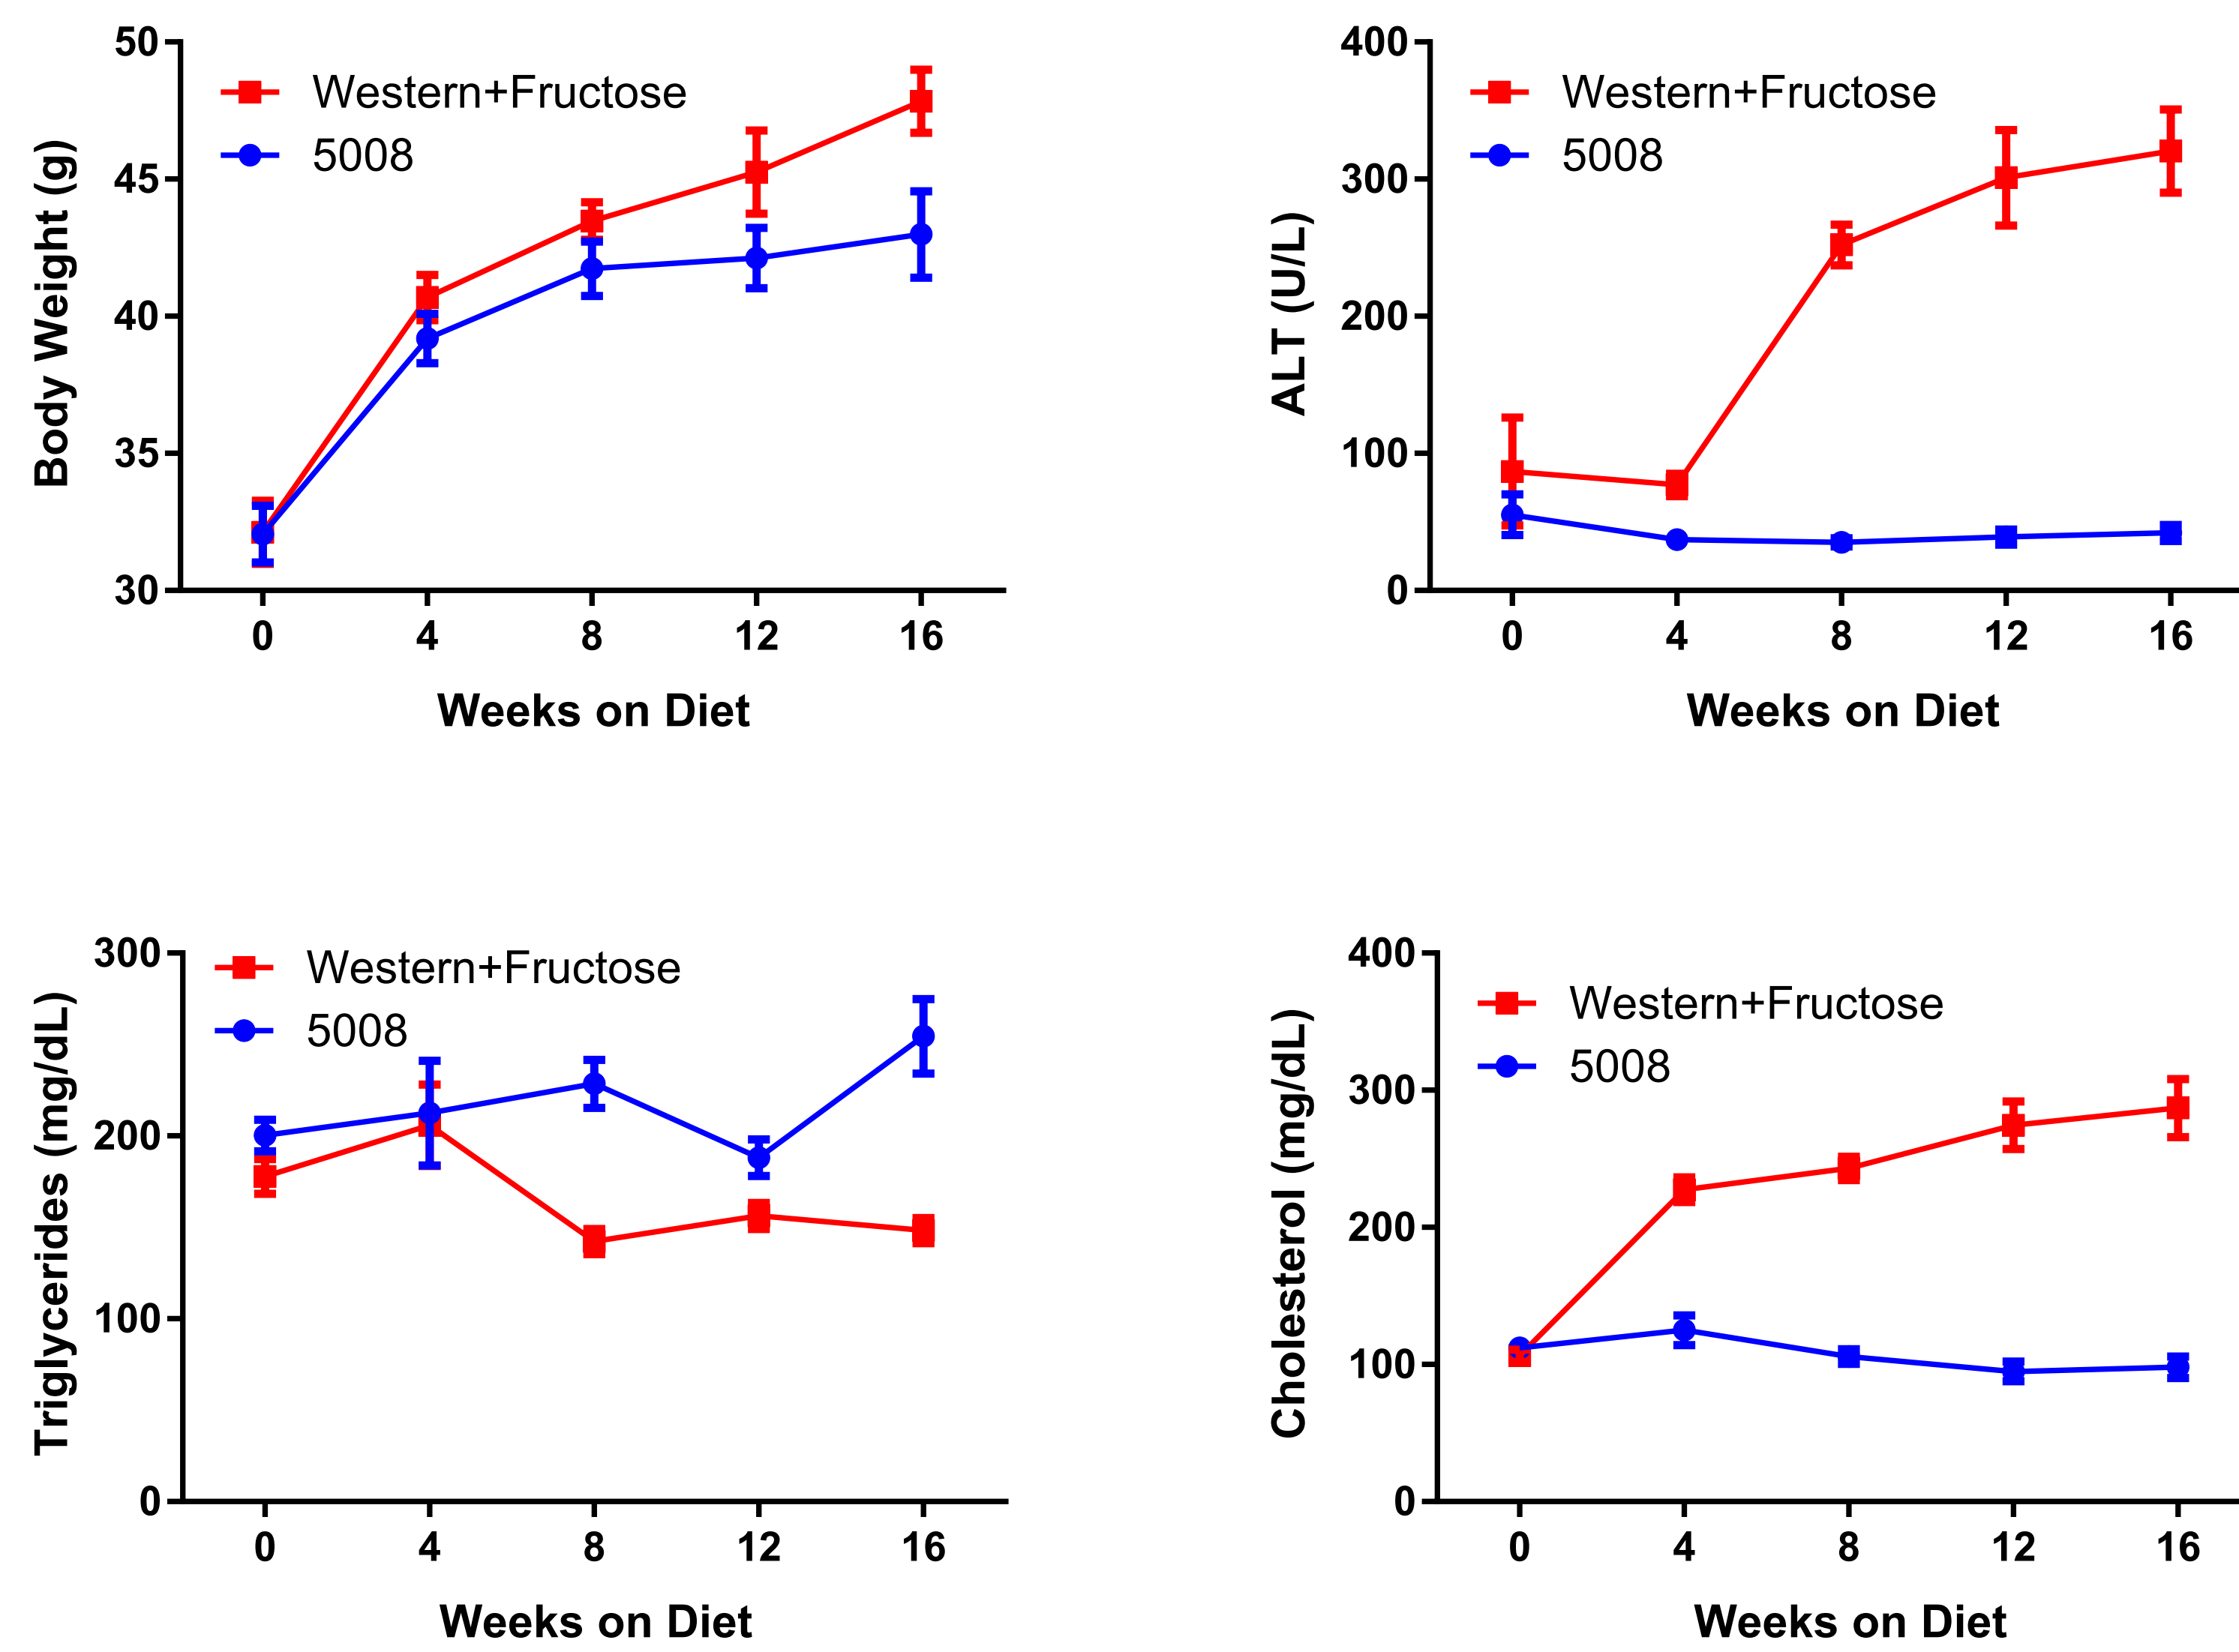 Body Weight (g)
50
45
40
35
30
Western+Fructose
5008
0 4 8 12 16
Weeks on Diet
ALT (U/L)
400
300
200
100
0
Western+Fructose
5008
0 4 8 12 16
Weeks on Diet
Triglycerides (mg/dL)
300
200
100
0
Western+Fructose
5008
0 4 8 12 16
Weeks on Diet
Cholesterol (mg/dL)
400
300
200
100
0
Western+Fructose
5008
0 4 8 12 16
Weeks on Diet